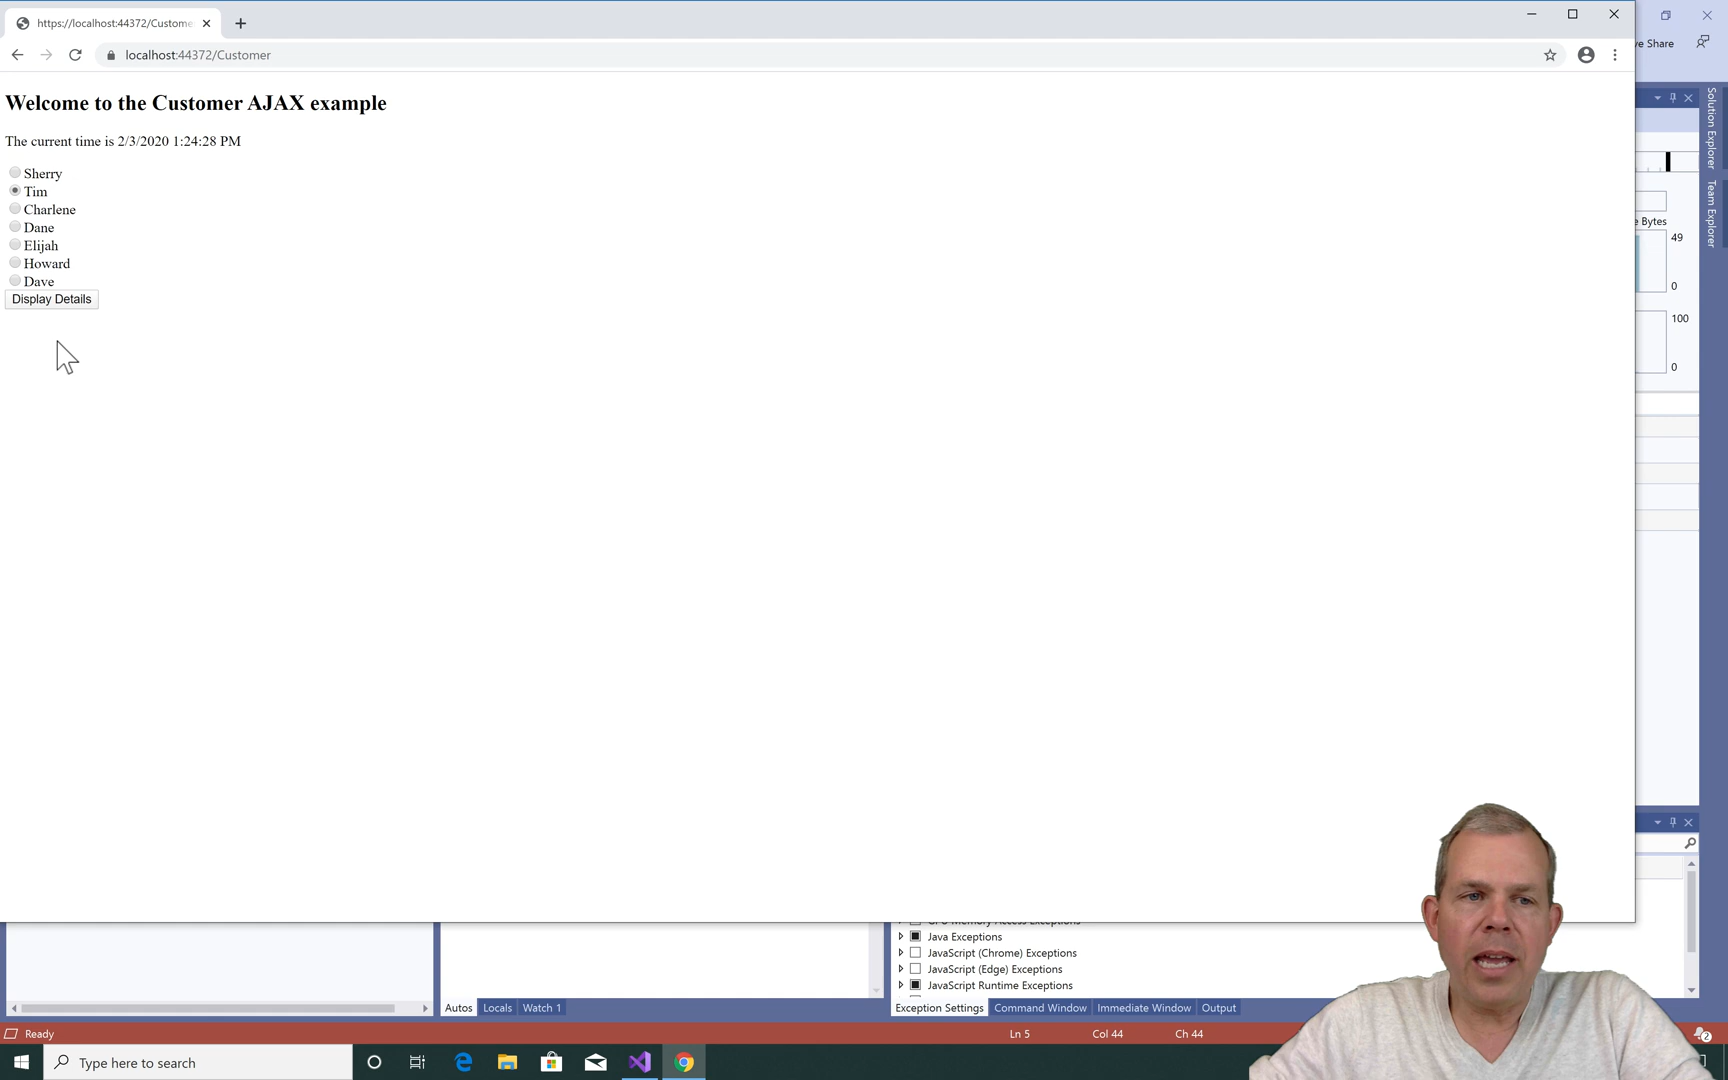 https://localhost:44372/Custome
localhost:44372/Customer
ve Share
Welcome to the Customer AJAX example
The current time is 2/3/2020 1:24:28 PM
Sherry
Tim
Charlene
Dane
Elijah
Howard
Dave
Display Details
Solution Explorer
Team Explorer
e Bytes
49
0
100
0
Java Exceptions
JavaScript (Chrome) Exceptions
JavaScript (Edge) Exceptions
JavaScript Runtime Exceptions
Autos
Locals
Watch 1
Exception Settings
Command Window
Immediate Window
Output
Ready
Ln 5
Col 44
Ch 44
2
Type here to search